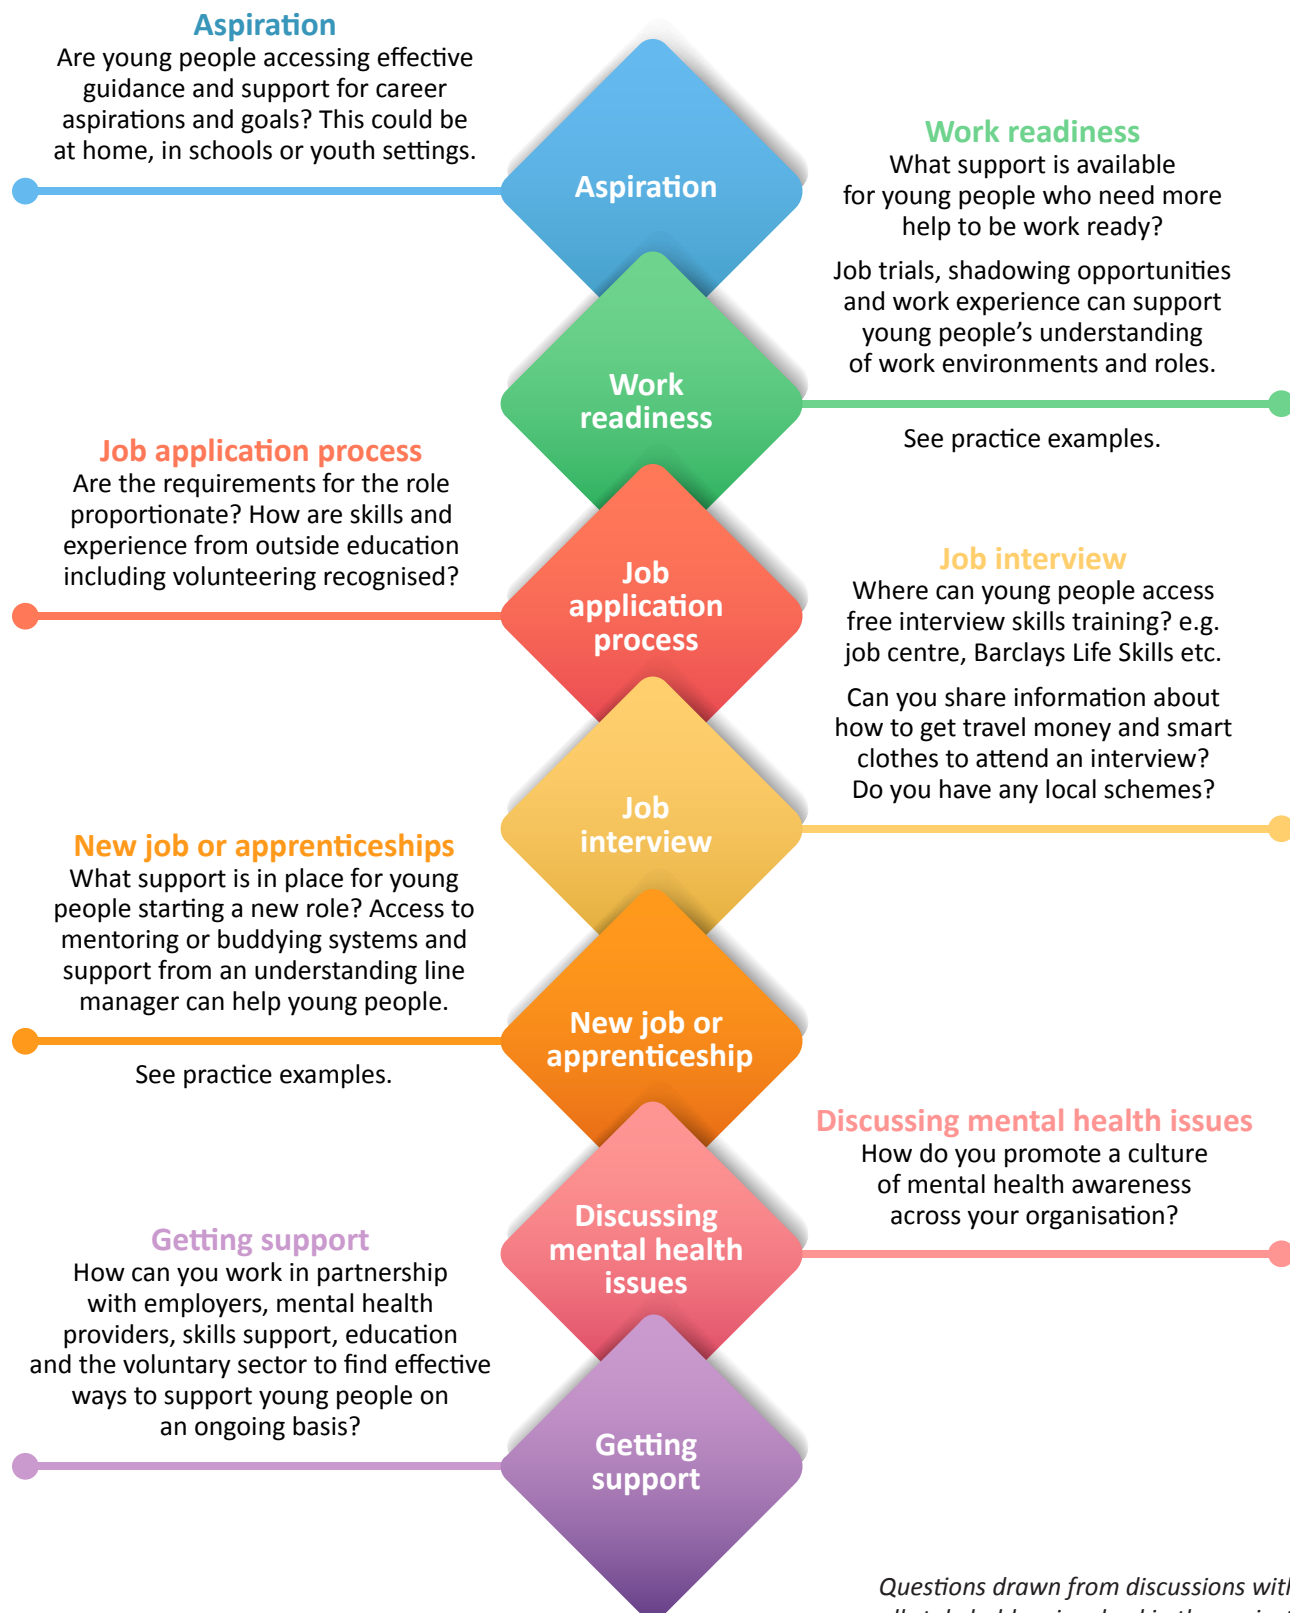 Aspiration
Are young people accessing effective
guidance and support for career
aspirations and goals? This could be
at home, in schools or youth settings.
Aspiration
Work readiness
What support is available
for young people who need more
help to be work ready?
Job trials, shadowing opportunities
and work experience can support
young people’s understanding
of work environments and roles.
See practice examples.
Work
readiness
Job application process
Are the requirements for the role
proportionate? How are skills and
experience from outside education
including volunteering recognised?
Job
application
process
Job interview
Where can young people access
free interview skills training? e.g.
job centre, Barclays Life Skills etc.
Can you share information about
how to get travel money and smart
clothes to attend an interview?
Do you have any local schemes?
Job
interview
New job or apprenticeships
What support is in place for young
people starting a new role? Access to
mentoring or buddying systems and
support from an understanding line
manager can help young people.
See practice examples.
New job or
apprenticeship
Discussing mental health issues
How do you promote a culture
of mental health awareness
across your organisation?
Discussing
mental health
issues
Getting support
How can you work in partnership
with employers, mental health
providers, skills support, education
and the voluntary sector to find effective
ways to support young people on
an ongoing basis?
Getting
support
Questions drawn from discussions with